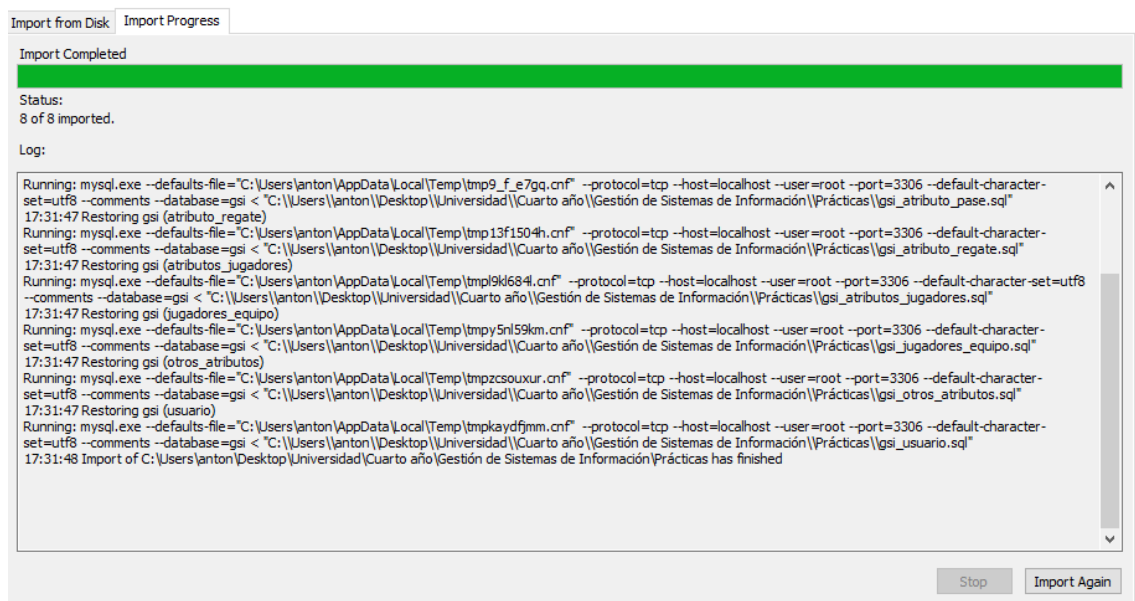 Import from Disk Import Progress
Import Completed
Status:
8 of 8 imported.
Log:
Running: mysql.exe --defaults-file="C:\Users\anton\AppData\Local\Temp\tmp9_f_e7gq.cnf" --protocol=tcp --host=localhost --user=root --port=3306 --default-character-
set=utf8 --comments --database=gsi < "C:\\Users\\anton\\Desktop\\Universidad\\Cuarto año\\Gestión de Sistemas de Información\\Prácticas\\gsi_atributo_pase.sql"
17:31:47 Restoring gsi (atributo_regate)
Running: mysql.exe --defaults-file="C:\Users\anton\AppData\Local\Temp\tmp13f1504h.cnf" --protocol=tcp --host=localhost --user=root --port=3306 --default-character-
set=utf8 --comments --database=gsi < "C:\\Users\\anton\\Desktop\\Universidad\\Cuarto año\\Gestión de Sistemas de Información\\Prácticas\\gsi_atributo_regate.sql"
17:31:47 Restoring gsi (atributos_jugadores)
Running: mysql.exe --defaults-file="C:\Users\anton\AppData\Local\Temp\tmpl9kl684l.cnf" --protocol=tcp --host=localhost --user=root --port=3306 --default-character-set=utf8
--comments --database=gsi < "C:\\Users\\anton\\Desktop\\Universidad\\Cuarto año\\Gestión de Sistemas de Información\\Prácticas\\gsi_atributos_jugadores.sql"
17:31:47 Restoring gsi (jugadores_equipo)
Running: mysql.exe --defaults-file="C:\Users\anton\AppData\Local\Temp\tmpy5nl59km.cnf" --protocol=tcp --host=localhost --user=root --port=3306 --default-character-
set=utf8 --comments --database=gsi < "C:\\Users\\anton\\Desktop\\Universidad\\Cuarto año\\Gestión de Sistemas de Información\\Prácticas\\gsi_jugadores_equipo.sql"
17:31:47 Restoring gsi (otros_atributos)
Running: mysql.exe --defaults-file="C:\Users\anton\AppData\Local\Temp\tmpzcsouxur.cnf" --protocol=tcp --host=localhost --user=root --port=3306 --default-character-
set=utf8 --comments --database=gsi < "C:\\Users\\anton\\Desktop\\Universidad\\Cuarto año\\Gestión de Sistemas de Información\\Prácticas\\gsi_otros_atributos.sql"
17:31:47 Restoring gsi (usuario)
Running: mysql.exe --defaults-file="C:\Users\anton\AppData\Local\Temp\tmpkaydfjmm.cnf" --protocol=tcp --host=localhost --user=root --port=3306 --default-character-
set=utf8 --comments --database=gsi < "C:\\Users\\anton\\Desktop\\Universidad\\Cuarto año\\Gestión de Sistemas de Información\\Prácticas\\gsi_usuario.sql"
17:31:48 Import of C:\Users\anton\Desktop\Universidad\Cuarto año\Gestión de Sistemas de Información\Prácticas has finished
Stop Import Again